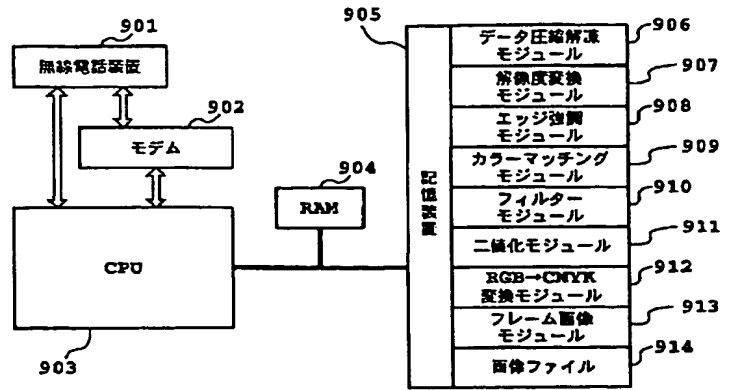 901
無線電話装置
902
モデム
CPU
903
904
RAM
905
記憶装置
データ圧縮解凍
モジュール
906
解像度変換
モジュール
907
エッジ強調
モジュール
908
カラーマッチング
モジュール
909
フィルター
モジュール
910
二値化モジュール
911
RGB→CMYK
変換モジュール
912
フレーム画像
モジュール
913
画像ファイル
914